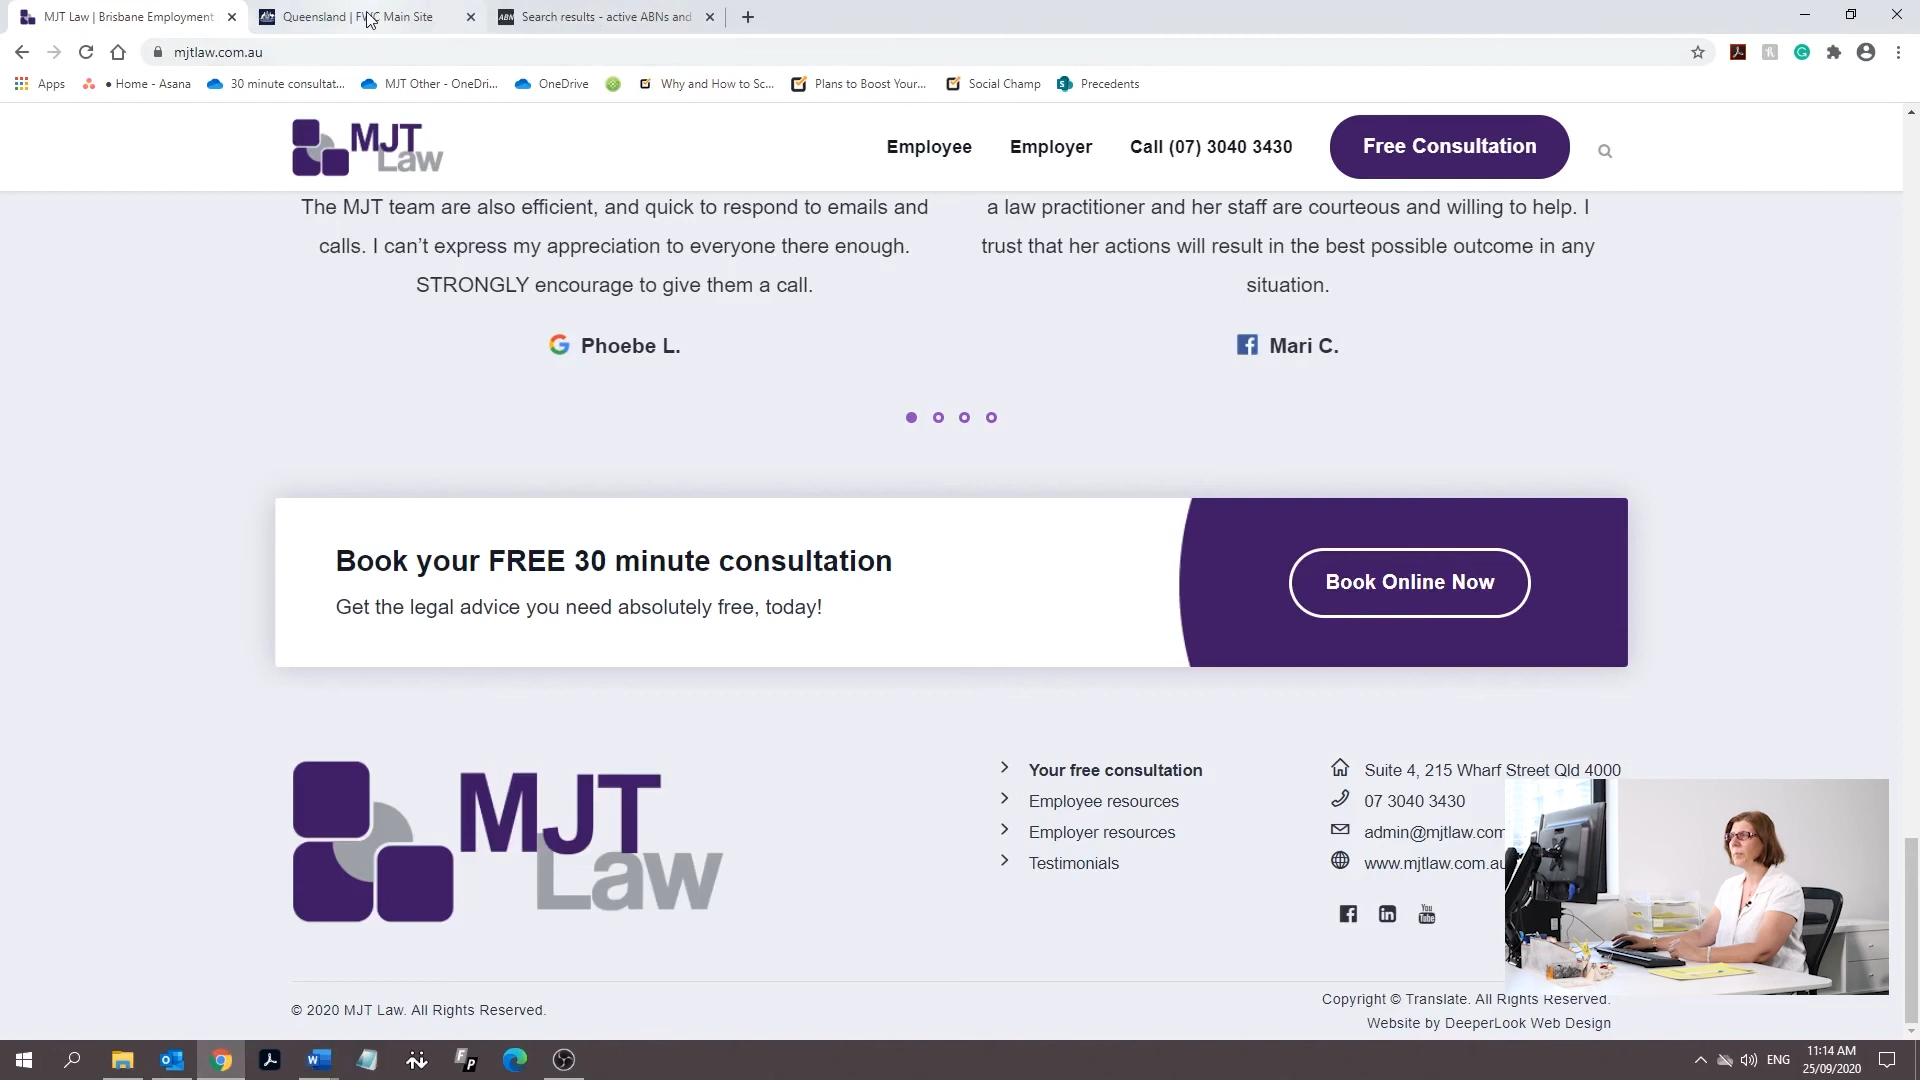 MJT Law | Brisbane Employment
Queensland | FWC Main Site
ABN
Search results - active ABNs and
mjtlaw.com.au
Apps
• Home - Asana
30 minute consultat...
MJT Other - OneDri...
OneDrive
Why and How to Sc...
Plans to Boost Your...
Social Champ
Precedents
MJT
Law
Employee
Employer
Call (07) 3040 3430
Free Consultation
The MJT team are also efficient, and quick to respond to emails and
calls. I can't express my appreciation to everyone there enough.
STRONGLY encourage to give them a call.
Phoebe L.
a law practitioner and her staff are courteous and willing to help. I
trust that her actions will result in the best possible outcome in any
situation.
Mari C.
Book your FREE 30 minute consultation
Get the legal advice you need absolutely free, today!
Book Online Now
MJT
Law
Your free consultation
Employee resources
Employer resources
Testimonials
Suite 4, 215 Wharf Street Qld 4000
07 3040 3430
admin@mjtlaw.com
www.mjtlaw.com.au
You
Tube
© 2020 MJT Law. All Rights Reserved.
Copyright © Translate. All Rights Reserved.
Website by DeeperLook Web Design
ENG
11:14 AM
25/09/2020